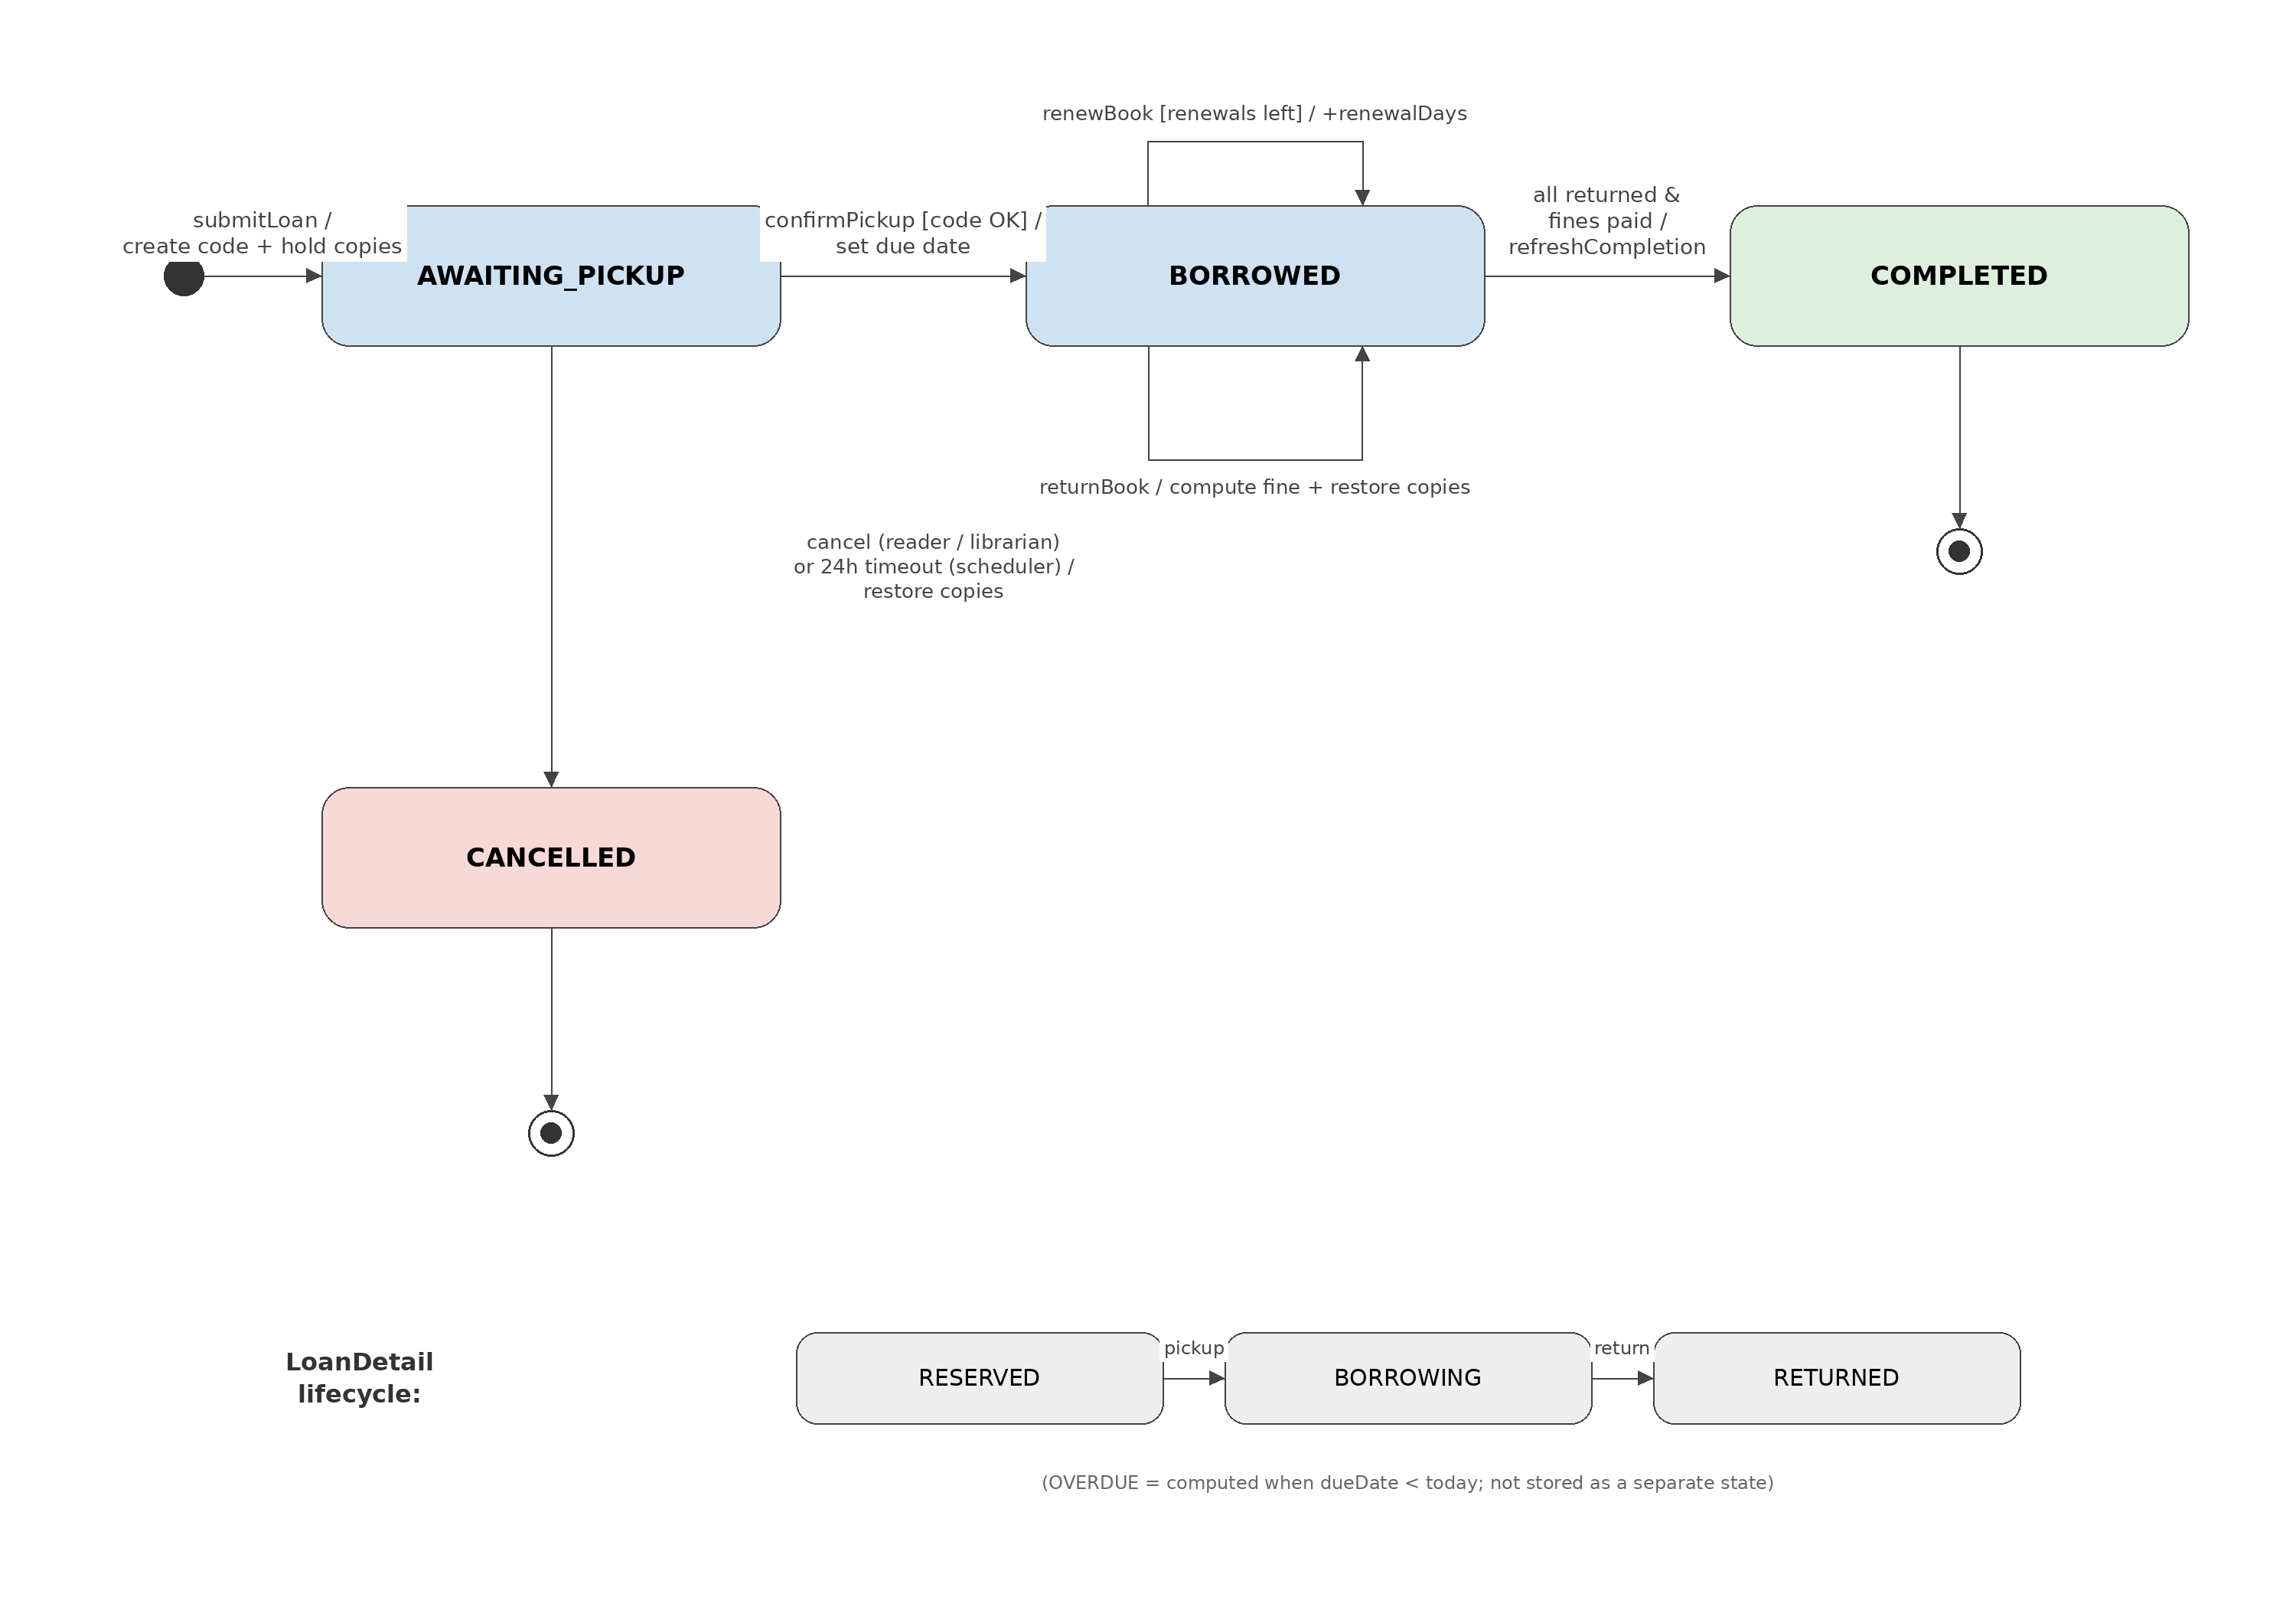 renewBook [renewals left] / +renewalDays
submitLoan /
create code + hold copies
AWAITING_PICKUP
confirmPickup [code OK] /
set due date
BORROWED
all returned &
fines paid /
refreshCompletion
COMPLETED
returnBook / compute fine + restore copies
cancel (reader / librarian)
or 24h timeout (scheduler) /
restore copies
CANCELLED
LoanDetail
lifecycle:
RESERVED
pickup
BORROWING
return
RETURNED
(OVERDUE = computed when dueDate < today; not stored as a separate state)